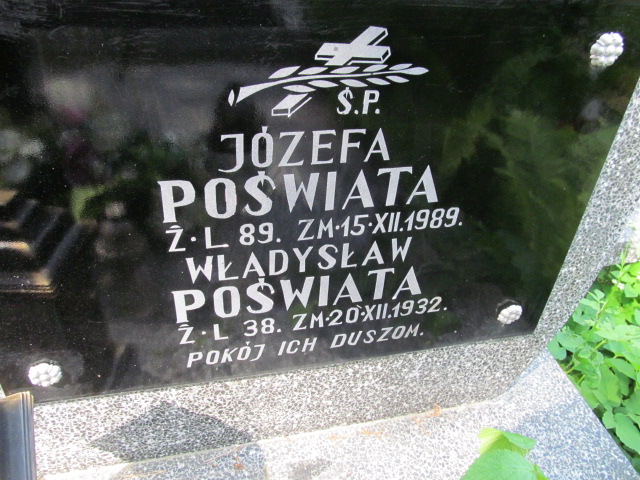 Ś.P.
JÓZEFA
POŚWIATA
Ż·L 89. ZM·15·XII.1989.
WŁADYSŁAW
POŚWIATA
Ż·L 38. ZM·20·XII.1932.
POKÓJ ICH DUSZOM.